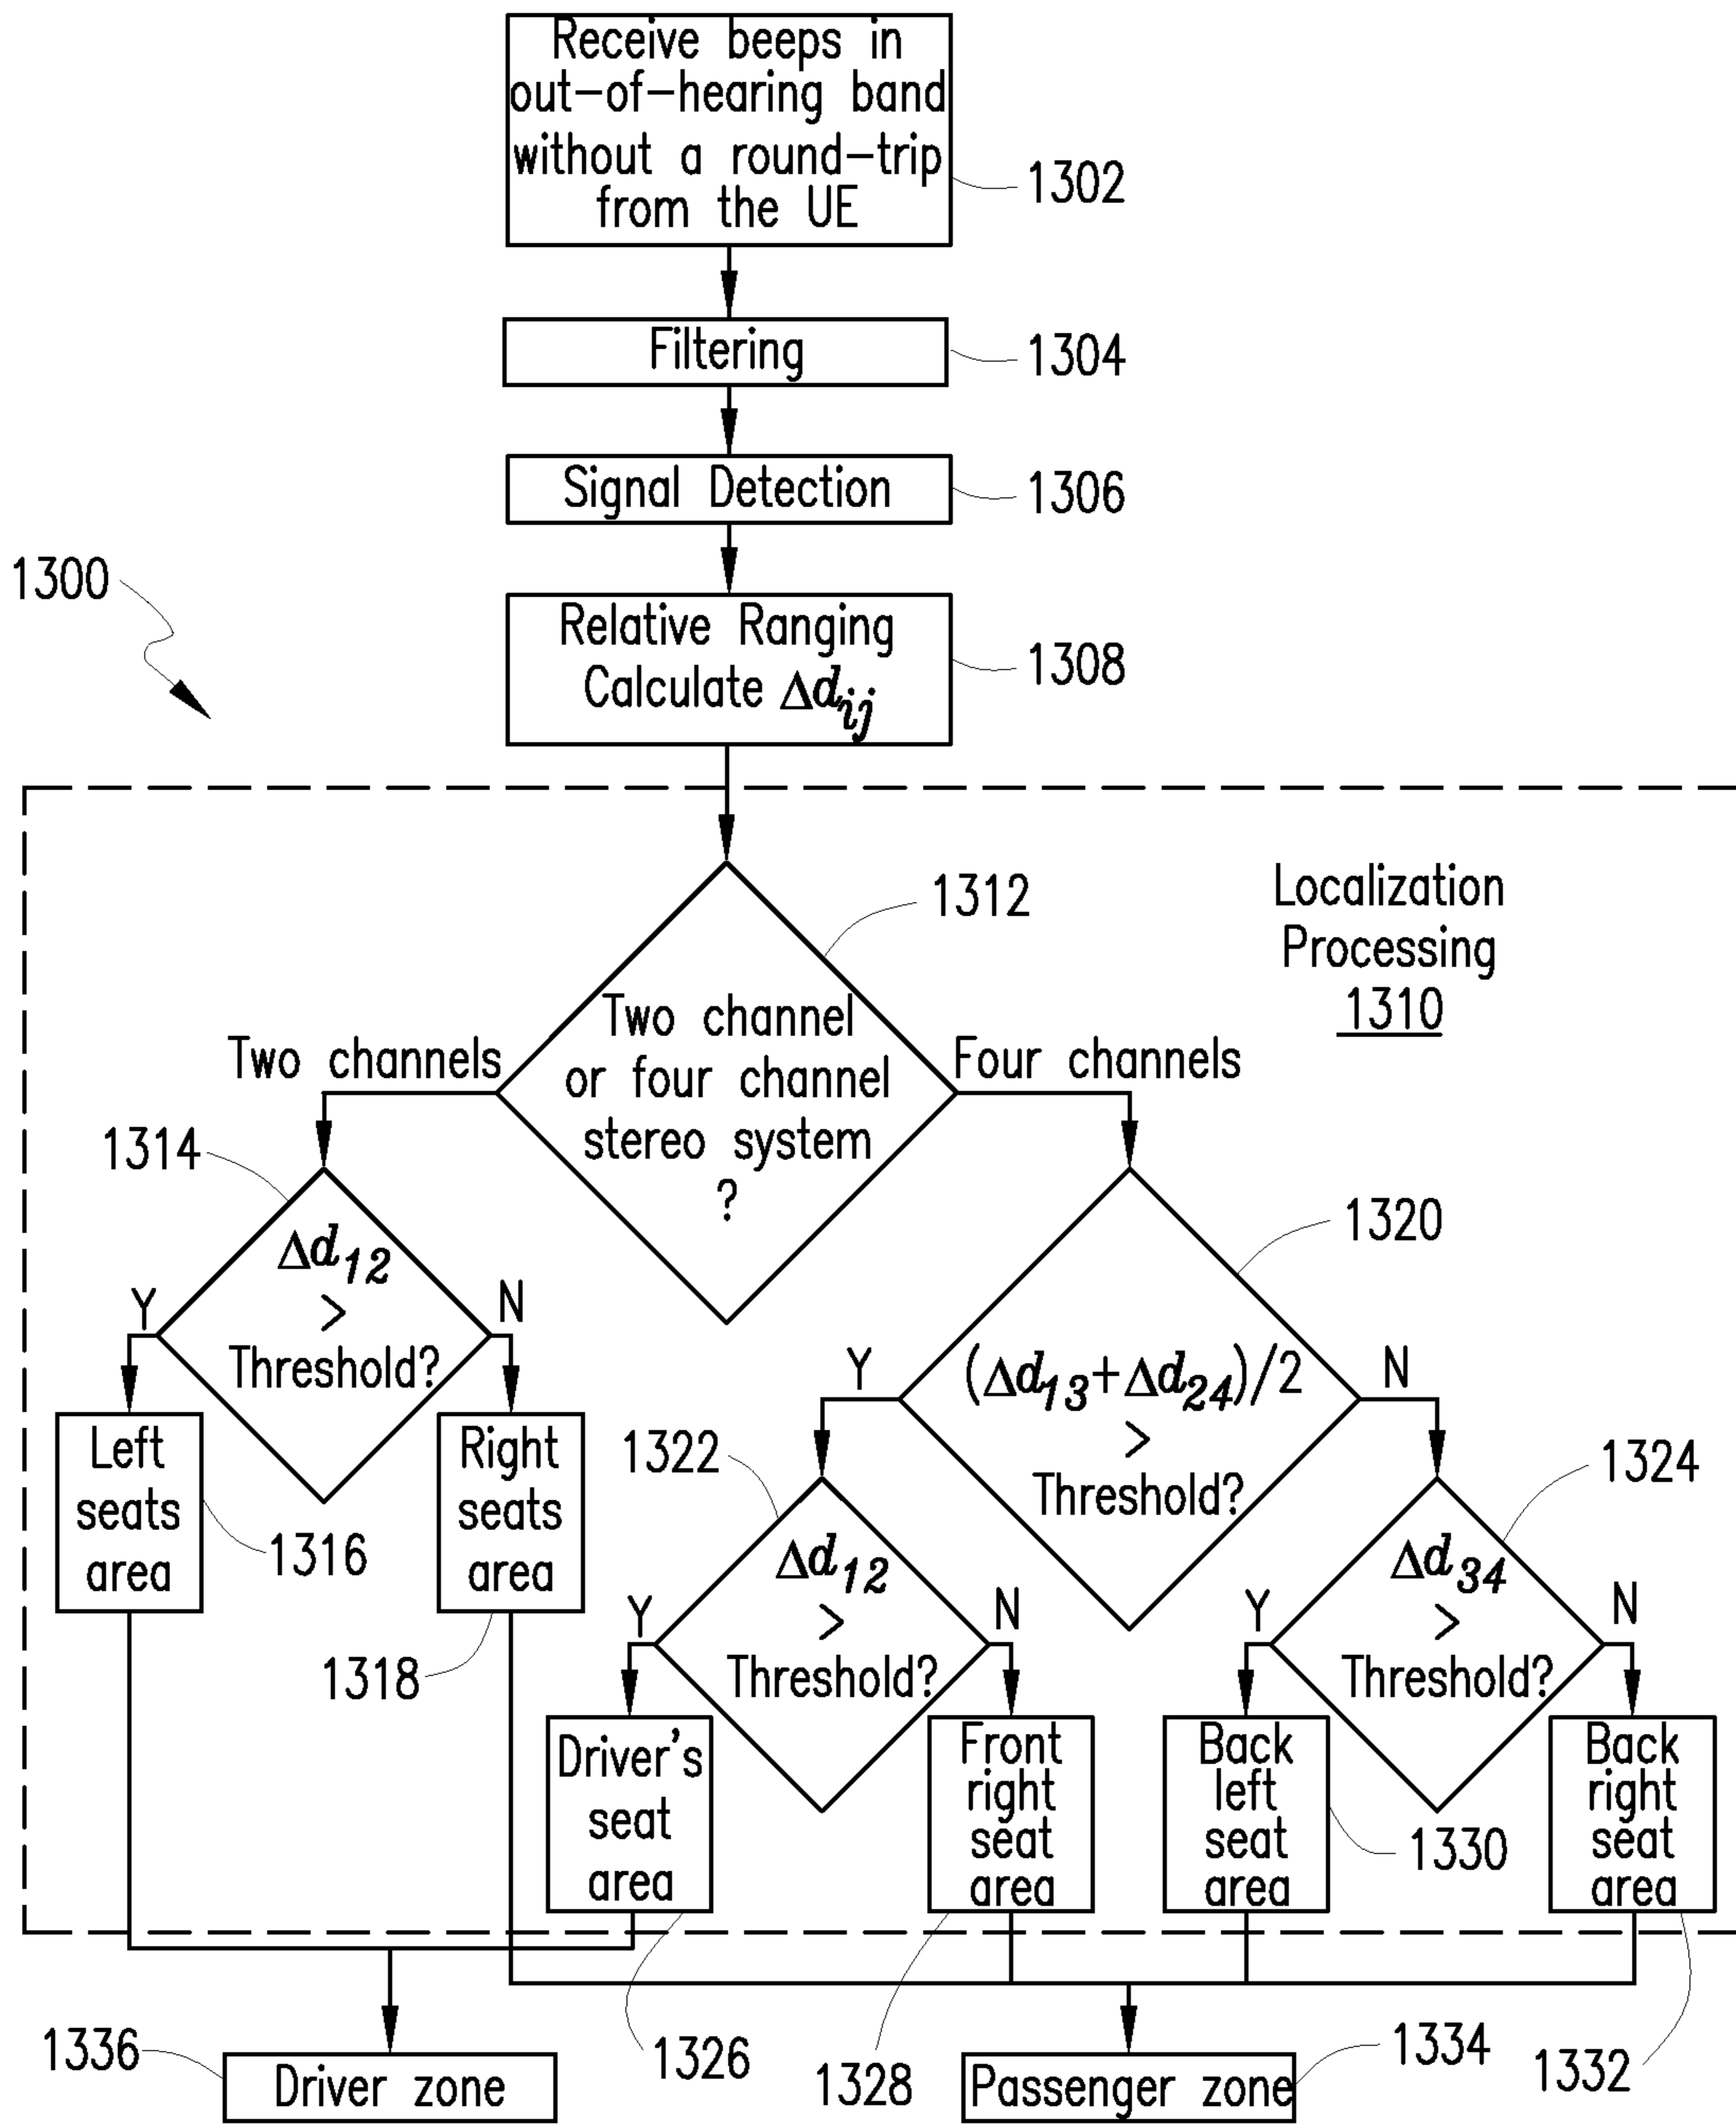 Receive beeps in
out-of-hearing band
without a round-trip
from the UE
1302
Filtering
1304
Signal Detection
1306
1300
Relative Ranging
Calculate Δd_ij
1308
Localization
Processing
1310
1312
Two channel
or four channel
stereo system
?
Two channels
Four channels
1314
Δd_12
>
Threshold?
Y
N
1320
(Δd_13+Δd_24)/2
>
Threshold?
Y
N
Left
seats
area
1316
Right
seats
area
1318
1322
Δd_12
>
Threshold?
Y
N
1324
Δd_34
>
Threshold?
Y
N
Driver's
seat
area
Front
right
seat
area
Back
left
seat
area
1330
Back
right
seat
area
1336
Driver zone
1326
1328
Passenger zone
1334
1332